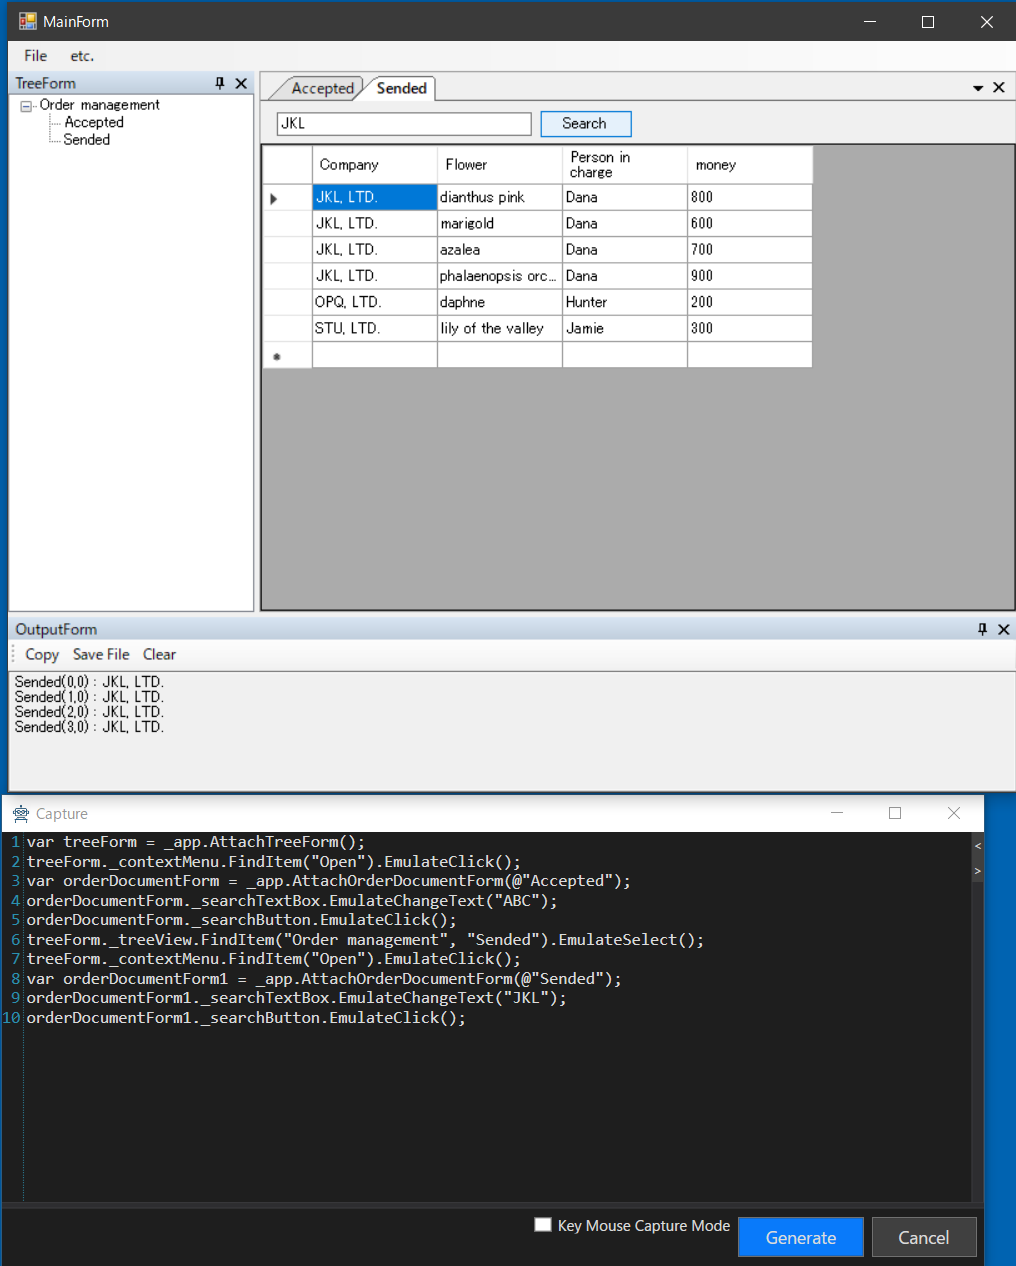 MainForm
File etc.
TreeForm
Order management
Accepted
Sended
Accepted Sended
JKL Search
Company Flower Person in charge money
JKL, LTD. dianthus pink Dana 800
JKL, LTD. marigold Dana 600
JKL, LTD. azalea Dana 700
JKL, LTD. phalaenopsis orc... Dana 900
OPQ, LTD. daphne Hunter 200
STU, LTD. lily of the valley Jamie 300
OutputForm
Copy Save File Clear
Sended(0,0) : JKL, LTD.
Sended(1,0) : JKL, LTD.
Sended(2,0) : JKL, LTD.
Sended(3,0) : JKL, LTD.
Capture
1 var treeForm = _app.AttachTreeForm();
2 treeForm._contextMenu.FindItem("Open").EmulateClick();
3 var orderDocumentForm = _app.AttachOrderDocumentForm(@"Accepted");
4 orderDocumentForm._searchTextBox.EmulateChangeText("ABC");
5 orderDocumentForm._searchButton.EmulateClick();
6 treeForm._treeView.FindItem("Order management", "Sended").EmulateSelect();
7 treeForm._contextMenu.FindItem("Open").EmulateClick();
8 var orderDocumentForm1 = _app.AttachOrderDocumentForm(@"Sended");
9 orderDocumentForm1._searchTextBox.EmulateChangeText("JKL");
10 orderDocumentForm1._searchButton.EmulateClick();
<
>
Key Mouse Capture Mode Generate Cancel